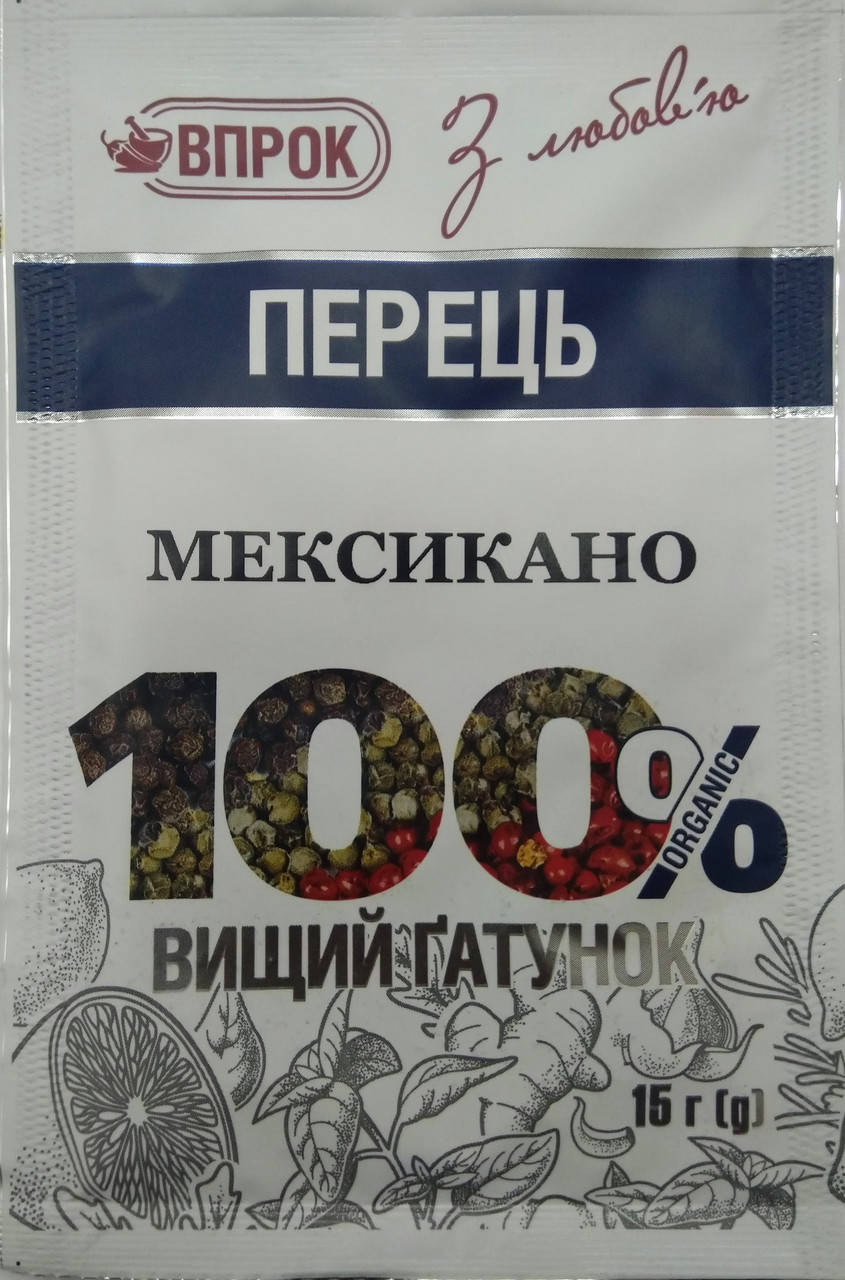 ВПРОК
З любов'ю
ПЕРЕЦЬ
МЕКСИКАНО
100%
ORGANIC
ВИЩИЙ ҐАТУНОК
15 г (g)